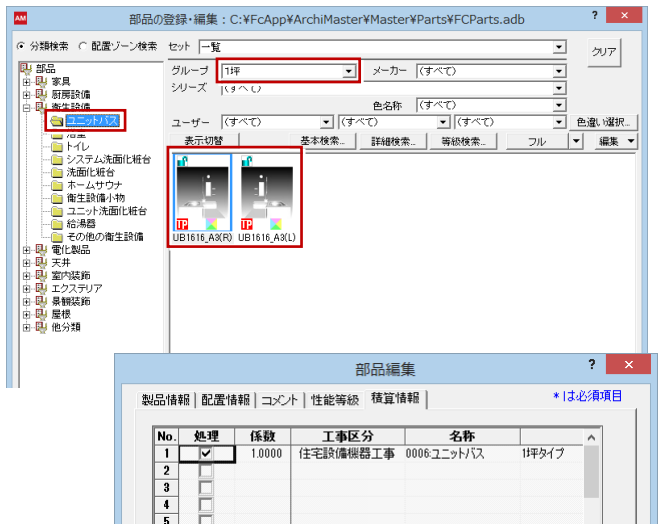 AM 部品の登録・編集 : C:¥FcApp¥ArchiMaster¥Master¥Parts¥FCParts.adb ? ×
分類検索 配置ゾーン検索 セット 一覧 クリア
グループ 1坪 メーカー (すべて)
シリーズ (すべて)
色名称 (すべて)
ユーザー (すべて) (すべて) (すべて) 色違い選択...
表示切替 基本検索... 詳細検索... 等級検索... フル 編集
部品
家具
厨房設備
衛生設備
ユニットバス
浴室
トイレ
システム洗面化粧台
洗面化粧台
ホームサウナ
衛生設備小物
ユニット洗面化粧台
給湯器
その他の衛生設備
電化製品
天井
室内装飾
エクステリア
景観装飾
屋根
他分類
TP TP
UB1616_A3(R) UB1616_A3(L)
部品編集 ? ×
製品情報 配置情報 コメント 性能等級 積算情報 *は必須項目
No. 処理 係数 工事区分 名称
1 1.0000 住宅設備機器工事 0006:ユニットバス 1坪タイプ
2
3
4
5